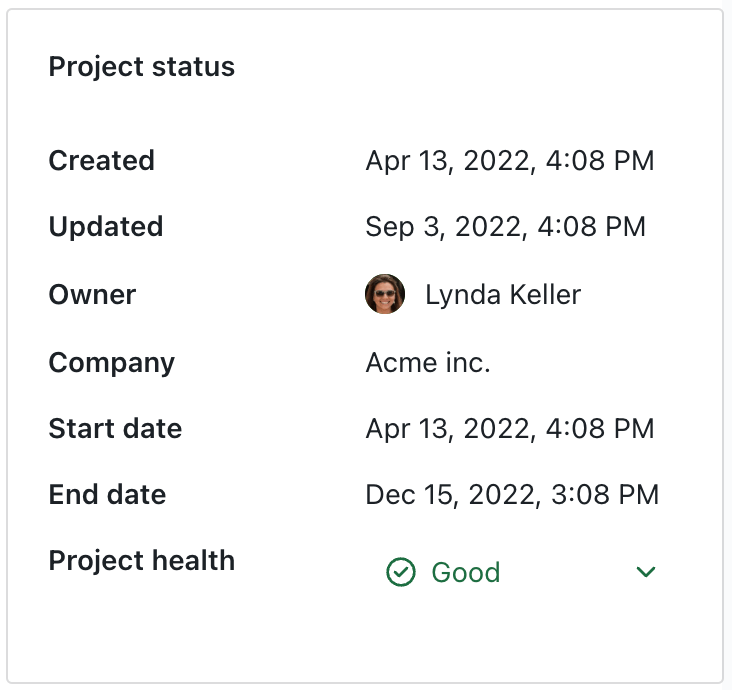 Project status
Created Apr 13, 2022, 4:08 PM
Updated Sep 3, 2022, 4:08 PM
Owner Lynda Keller
Company Acme inc.
Start date Apr 13, 2022, 4:08 PM
End date Dec 15, 2022, 3:08 PM
Project health Good